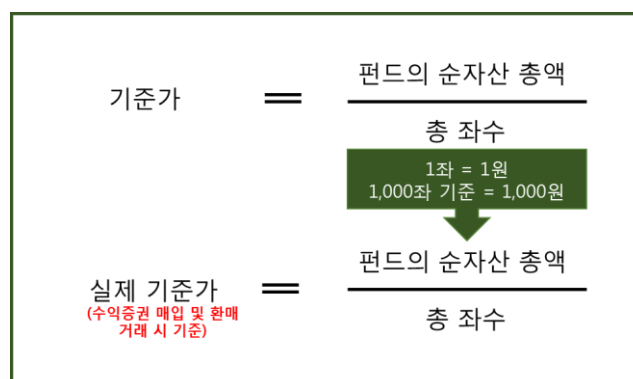 기준가 = 펀드의 순자산 총액
총 좌수
1좌 = 1원
1,000좌 기준 = 1,000원
실제 기준가 = 펀드의 순자산 총액
(수익증권 매입 및 환매
거래 시 기준)
총 좌수